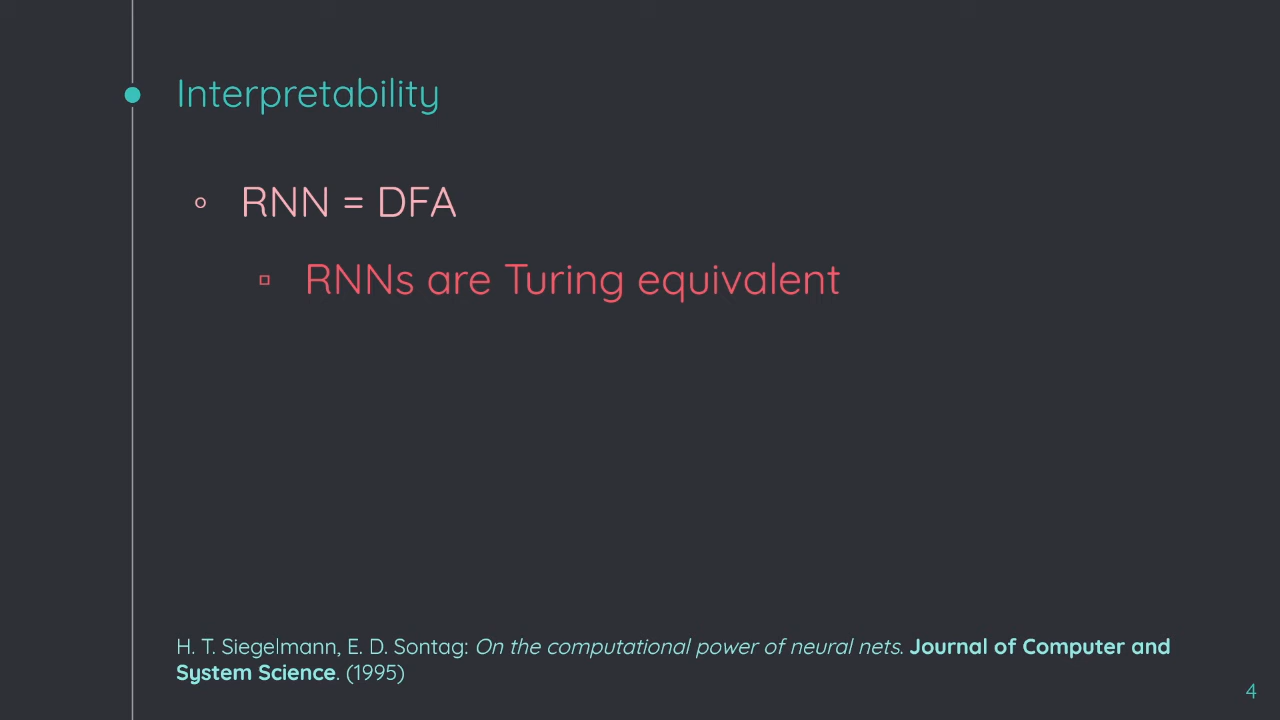 Interpretability
RNN = DFA
RNNs are Turing equivalent
H. T. Siegelmann, E. D. Sontag: On the computational power of neural nets. Journal of Computer and
System Science. (1995)
4